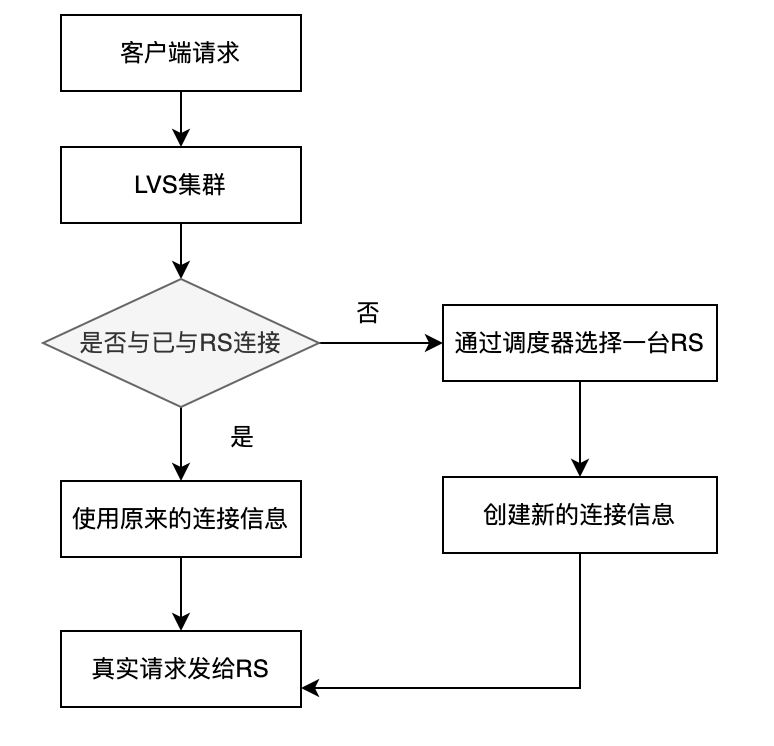 客户端请求
LVS集群
是否与已与RS连接
否
通过调度器选择一台RS
是
使用原来的连接信息
创建新的连接信息
真实请求发给RS